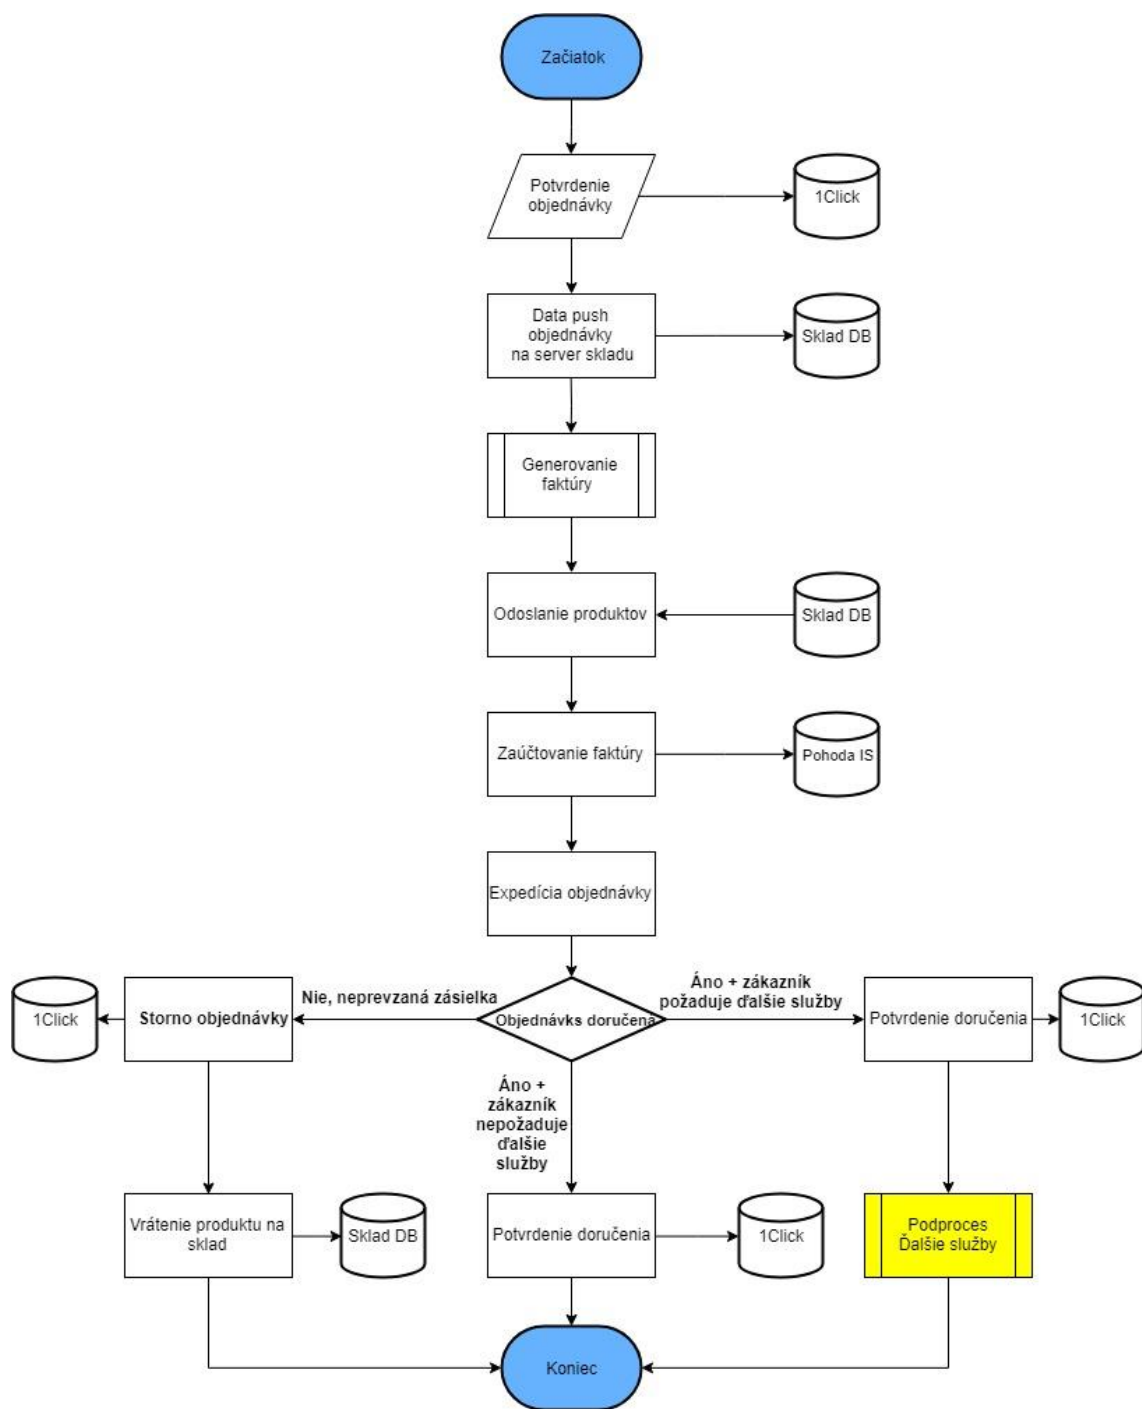 Začiatok
Potvrdenie
objednávky
1Click
Data push
objednávky
na server skladu
Sklad DB
Generovanie
faktúry
Odoslanie produktov
Sklad DB
Zaúčtovanie faktúry
Pohoda IS
Expedícia objednávky
1Click
Storno objednávky
Nie, neprevzaná zásielka
Objednávks doručena
Áno + zákazník
požaduje ďalšie služby
Potvrdenie doručenia
1Click
Áno +
zákazník
nepožaduje
ďalšie
služby
Vrátenie produktu na
sklad
Sklad DB
Potvrdenie doručenia
1Click
Podproces
Ďalšie služby
Koniec